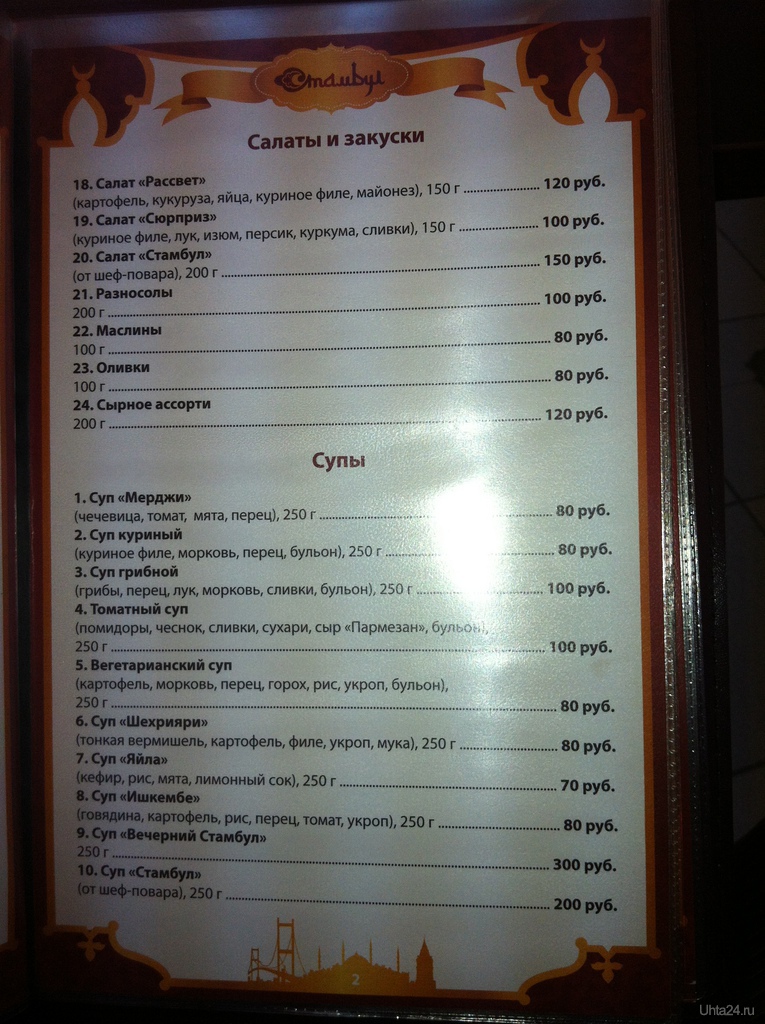 Стамбул
Салаты и закуски
18. Салат «Рассвет»
(картофель, кукуруза, яйца, куриное филе, майонез), 150 г ................... 120 руб.
19. Салат «Сюрприз»
(куриное филе, лук, изюм, персик, куркума, сливки), 150 г ................... 100 руб.
20. Салат «Стамбул»
(от шеф-повара), 200 г ................... 150 руб.
21. Разносолы
200 г ................... 100 руб.
22. Маслины
100 г ................... 80 руб.
23. Оливки
100 г ................... 80 руб.
24. Сырное ассорти
200 г ................... 120 руб.
Супы
1. Суп «Мерджи»
(чечевица, томат, мята, перец), 250 г ................... 80 руб.
2. Суп куриный
(куриное филе, морковь, перец, бульон), 250 г ................... 80 руб.
3. Суп грибной
(грибы, перец, лук, морковь, сливки, бульон), 250 г ................... 100 руб.
4. Томатный суп
(помидоры, чеснок, сливки, сухари, сыр «Пармезан», бульон),
250 г ................... 100 руб.
5. Вегетарианский суп
(картофель, морковь, перец, горох, рис, укроп, бульон),
250 г ................... 80 руб.
6. Суп «Шехрияри»
(тонкая вермишель, картофель, филе, укроп, мука), 250 г ................... 80 руб.
7. Суп «Яйла»
(кефир, рис, мята, лимонный сок), 250 г ................... 70 руб.
8. Суп «Ишкембе»
(говядина, картофель, рис, перец, томат, укроп), 250 г ................... 80 руб.
9. Суп «Вечерний Стамбул»
250 г ................... 300 руб.
10. Суп «Стамбул»
(от шеф-повара), 250 г ................... 200 руб.
2
Uhta24.ru